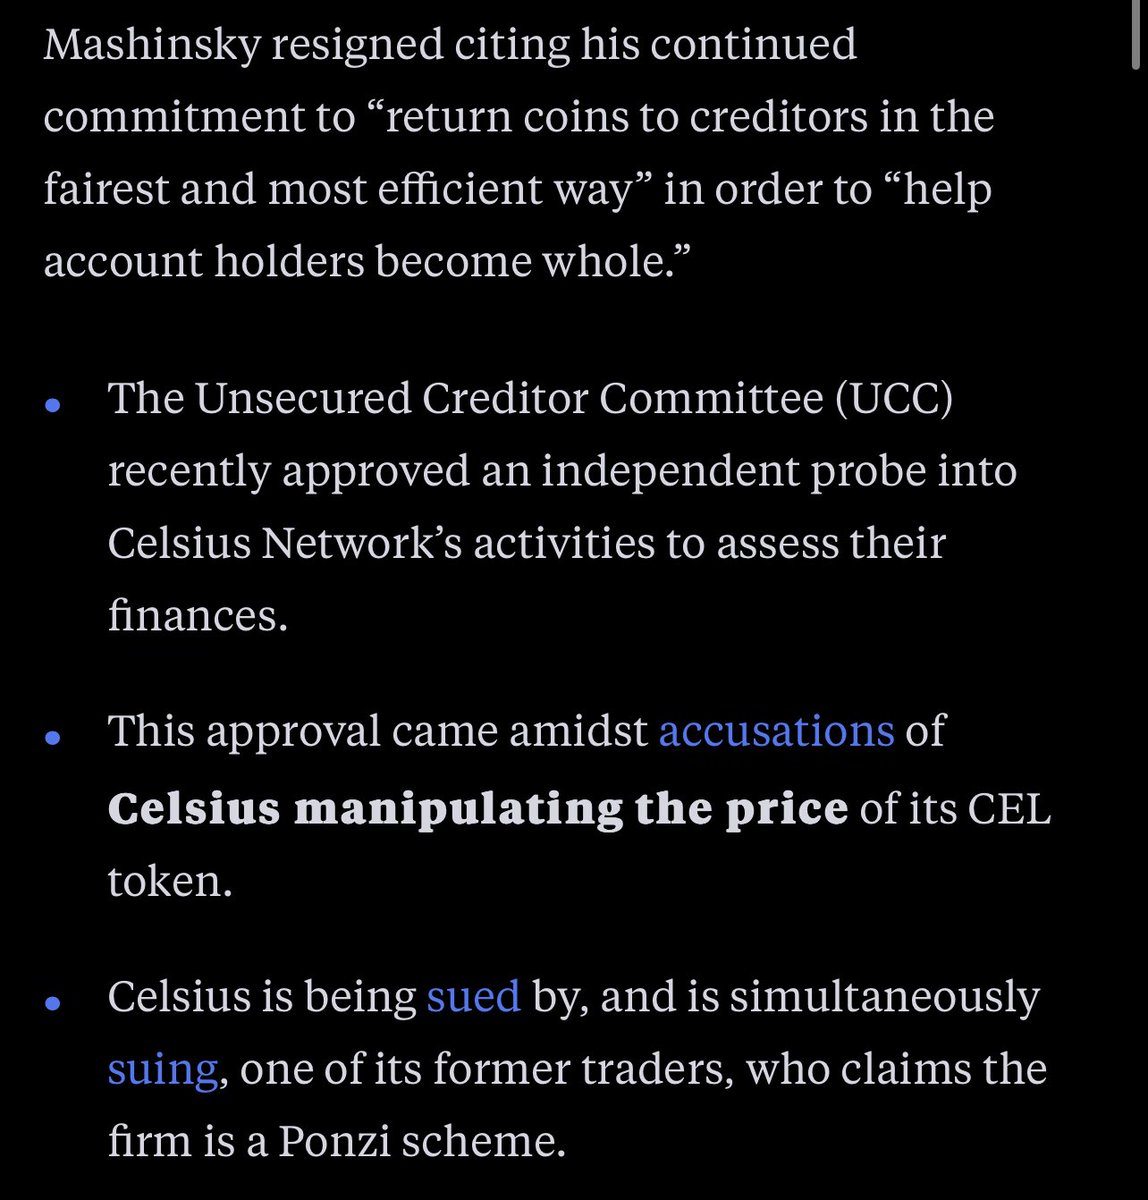 Mashinsky resigned citing his continued
commitment to “return coins to creditors in the
fairest and most efficient way” in order to “help
account holders become whole.”
• The Unsecured Creditor Committee (UCC)
recently approved an independent probe into
Celsius Network’s activities to assess their
finances.
• This approval came amidst accusations of
Celsius manipulating the price of its CEL
token.
• Celsius is being sued by, and is simultaneously
suing, one of its former traders, who claims the
firm is a Ponzi scheme.